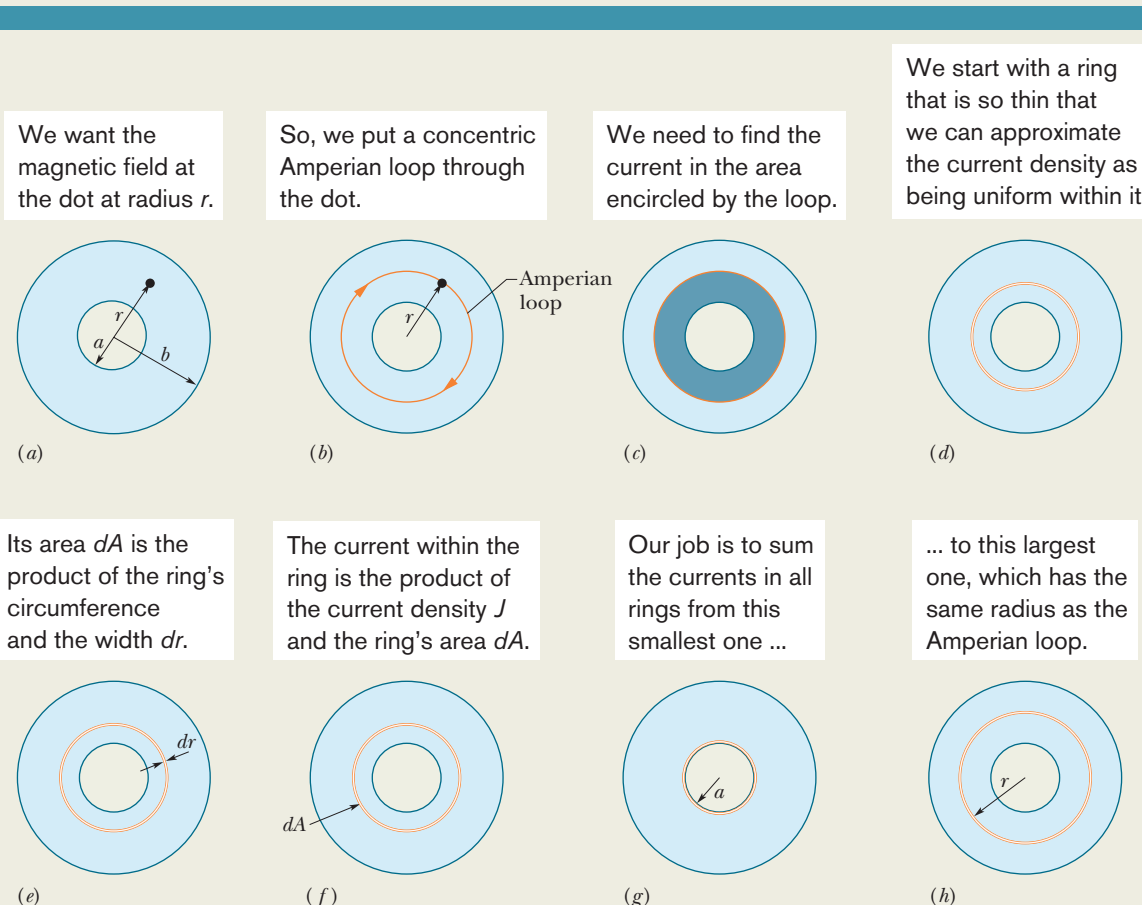 We want the
magnetic field at
the dot at radius r.
So, we put a concentric
Amperian loop through
the dot.
We need to find the
current in the area
encircled by the loop.
We start with a ring
that is so thin that
we can approximate
the current density as
being uniform within it
r
a
b
(a)
r
Amperian
loop
(b)
(c)
(d)
Its area dA is the
product of the ring's
circumference
and the width dr.
The current within the
ring is the product of
the current density J
and the ring's area dA.
Our job is to sum
the currents in all
rings from this
smallest one ...
... to this largest
one, which has the
same radius as the
Amperian loop.
dr
(e)
dA
(f)
a
(g)
r
(h)